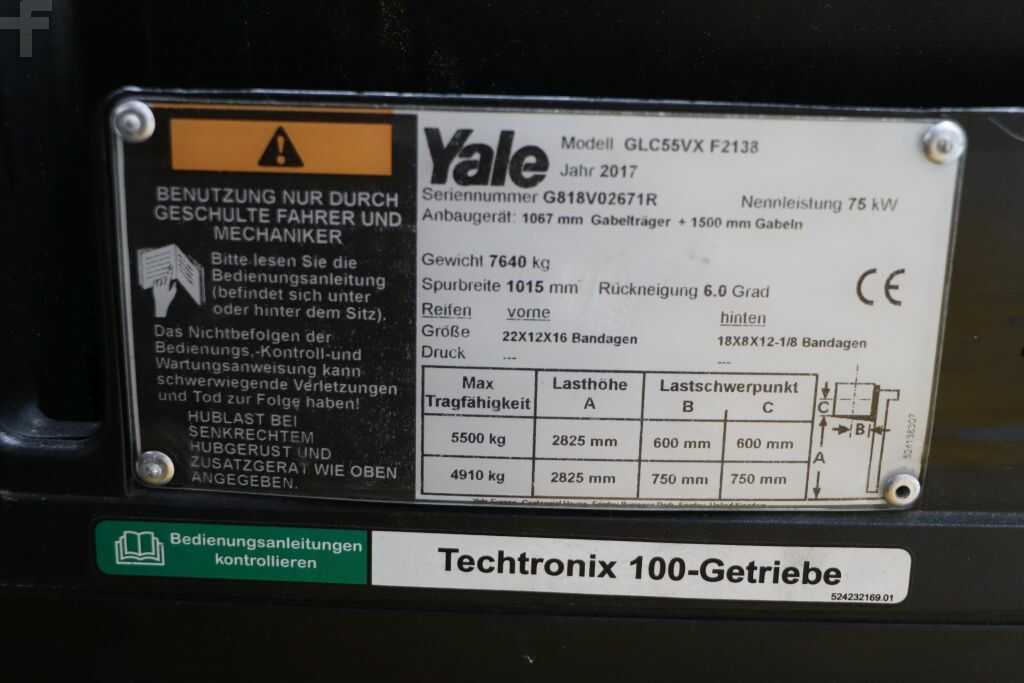 BENUTZUNG NUR DURCH
GESCHULTE FAHRER UND
MECHANIKER
Bitte lesen Sie die
Bedienungsanleitung
(befindet sich unter
oder hinter dem Sitz).
Das Nichtbefolgen der
Bedienungs,-Kontroll-und
Wartungsanweisung kann
schwerwiegende Verletzungen
und Tod zur Folge haben!
HUBLAST BEI
SENKRECHTEM
HUBGERUST UND
ZUSATZGERAT WIE OBEN
ANGEGEBEN.
Yale
Modell GLC55VX F2138
Jahr 2017
Seriennummer G818V02671R Nennleistung 75 kW
Anbaugerät: 1067 mm Gabelträger + 1500 mm Gabeln
Gewicht 7640 kg
Spurbreite 1015 mm Rückneigung 6.0 Grad
CE
Reifen vorne hinten
Größe 22X12X16 Bandagen 18X8X12-1/8 Bandagen
Druck --- ---
Max Tragfähigkeit Lasthöhe A Lastschwerpunkt B C
5500 kg 2825 mm 600 mm 600 mm
4910 kg 2825 mm 750 mm 750 mm
C
B
A
524138307
Bedienungsanleitungen
kontrollieren
Techtronix 100-Getriebe
524232169.01